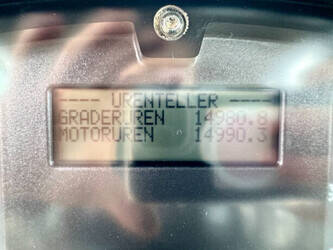 ---- URENTELLER ----
GRADERUREN 14980.8
MOTORUREN 14990.3